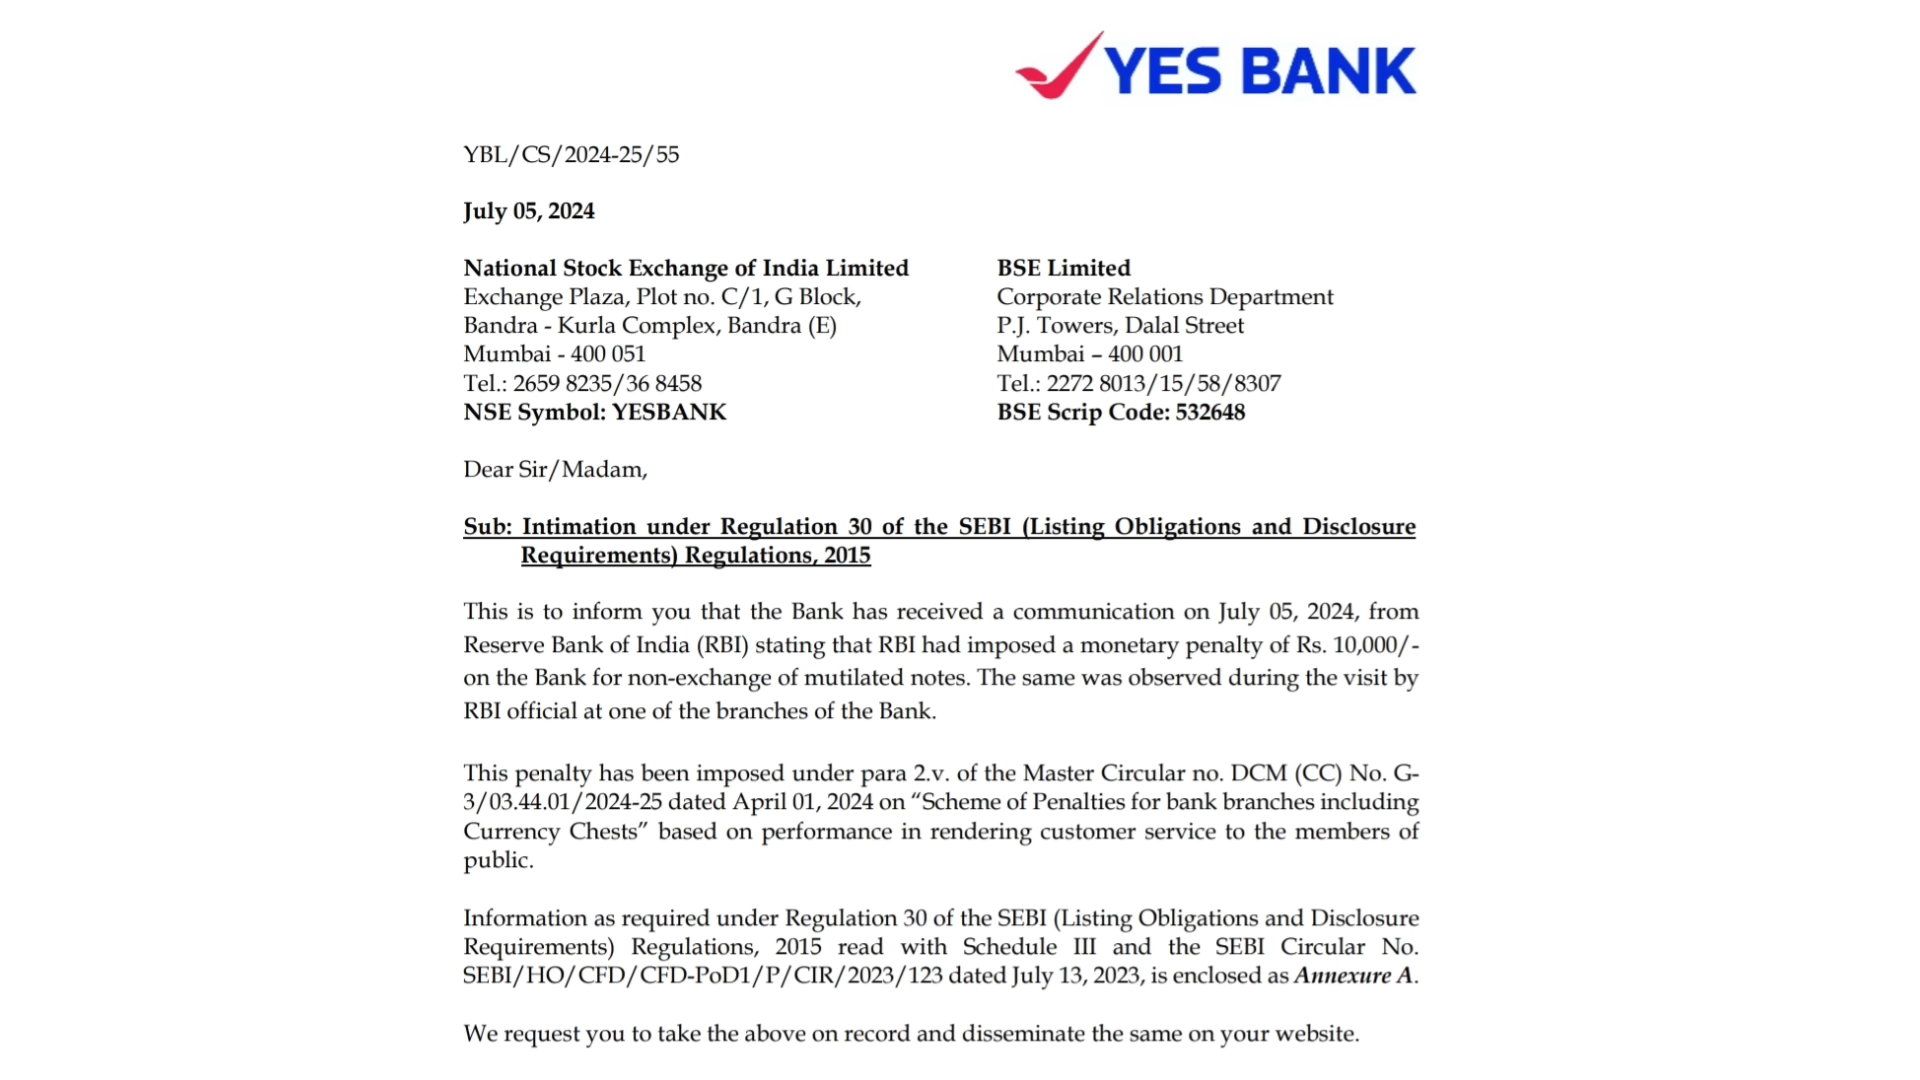 YES BANK
YBL/CS/2024-25/55
July 05, 2024
National Stock Exchange of India Limited
Exchange Plaza, Plot no. C/1, G Block,
Bandra - Kurla Complex, Bandra (E)
Mumbai - 400 051
Tel.: 2659 8235/36 8458
NSE Symbol: YESBANK
BSE Limited
Corporate Relations Department
P.J. Towers, Dalal Street
Mumbai – 400 001
Tel.: 2272 8013/15/58/8307
BSE Scrip Code: 532648
Dear Sir/Madam,
Sub: Intimation under Regulation 30 of the SEBI (Listing Obligations and Disclosure
Requirements) Regulations, 2015
This is to inform you that the Bank has received a communication on July 05, 2024, from
Reserve Bank of India (RBI) stating that RBI had imposed a monetary penalty of Rs. 10,000/-
on the Bank for non-exchange of mutilated notes. The same was observed during the visit by
RBI official at one of the branches of the Bank.
This penalty has been imposed under para 2.v. of the Master Circular no. DCM (CC) No. G-
3/03.44.01/2024-25 dated April 01, 2024 on “Scheme of Penalties for bank branches including
Currency Chests” based on performance in rendering customer service to the members of
public.
Information as required under Regulation 30 of the SEBI (Listing Obligations and Disclosure
Requirements) Regulations, 2015 read with Schedule III and the SEBI Circular No.
SEBI/HO/CFD/CFD-PoD1/P/CIR/2023/123 dated July 13, 2023, is enclosed as Annexure A.
We request you to take the above on record and disseminate the same on your website.